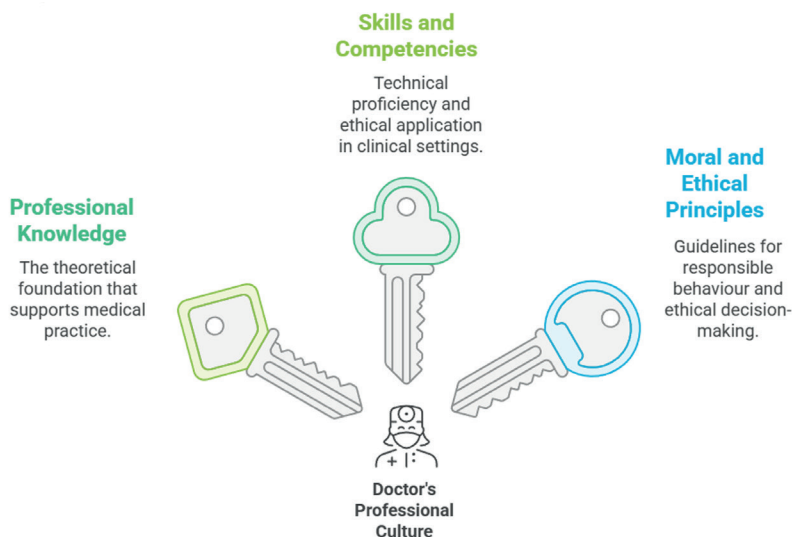 Skills and
Competencies
Technical
proficiency and
ethical application
in clinical settings.
Moral and
Ethical
Principles
Guidelines for
responsible
behaviour and
ethical decision-
making.
Professional
Knowledge
The theoretical
foundation that
supports medical
practice.
Doctor's
Professional
Culture